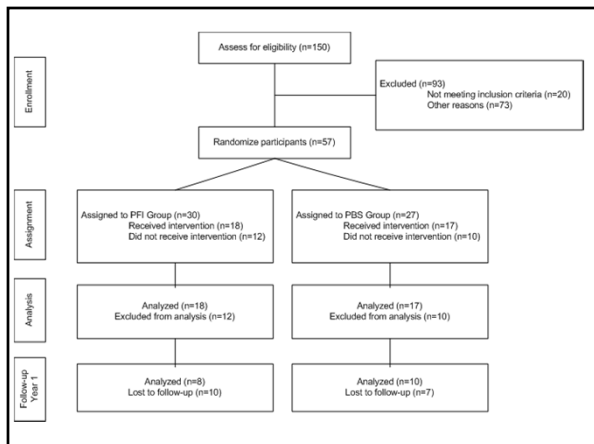 Enrollment
Assess for eligibility (n=150)
Excluded (n=93)
Not meeting inclusion criteria (n=20)
Other reasons (n=73)
Randomize participants (n=57)
Assignment
Assigned to PFI Group (n=30)
Received intervention (n=18)
Did not receive intervention (n=12)
Assigned to PBS Group (n=27)
Received intervention (n=17)
Did not receive intervention (n=10)
Analysis
Analyzed (n=18)
Excluded from analysis (n=12)
Analyzed (n=17)
Excluded from analysis (n=10)
Follow-up
Year 1
Analyzed (n=8)
Lost to follow-up (n=10)
Analyzed (n=10)
Lost to follow-up (n=7)